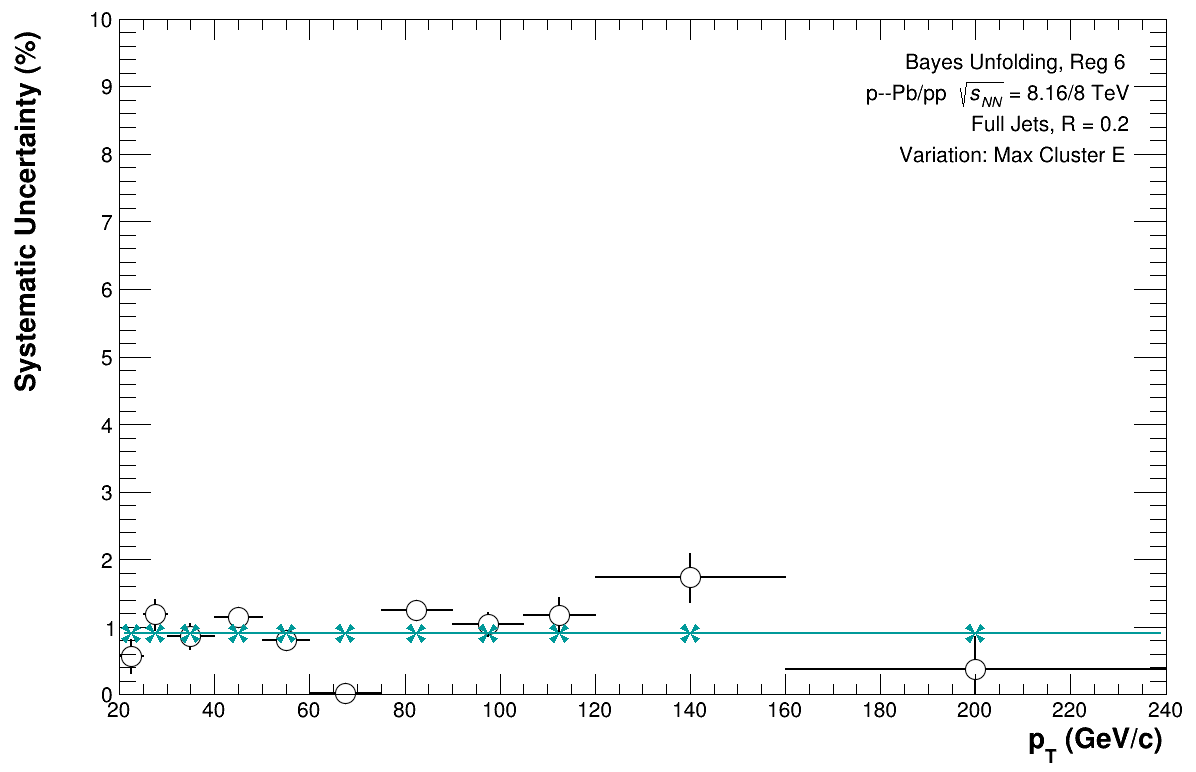 Systematic Uncertainty (%)
10
9
8
7
6
5
4
3
2
1
0
Bayes Unfolding, Reg 6
p--Pb/pp √sNN = 8.16/8 TeV
Full Jets, R = 0.2
Variation: Max Cluster E
20 40 60 80 100 120 140 160 180 200 220 240
pT (GeV/c)